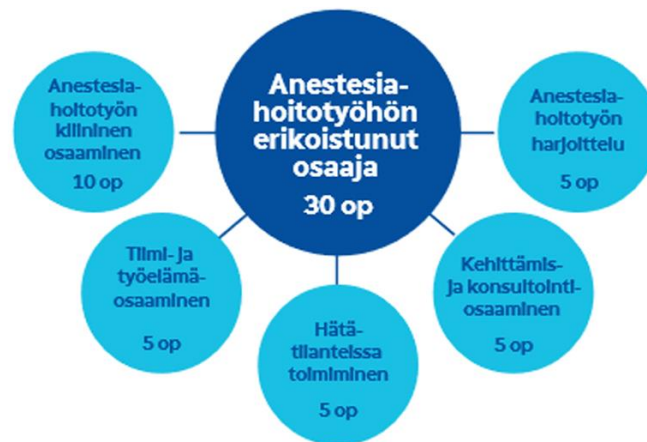 Anestesia-
hoitotyöhön
erikoistunut
osaaja
30 op
Anestesia-
hoitotyön
kliininen
osaaminen
10 op
Tiimi- ja
työelämä-
osaaminen
5 op
Hätä-
tilanteissa
toimiminen
5 op
Kehittämis-
ja konsultointi-
osaaminen
5 op
Anestesia-
hoitotyön
harjoittelu
5 op